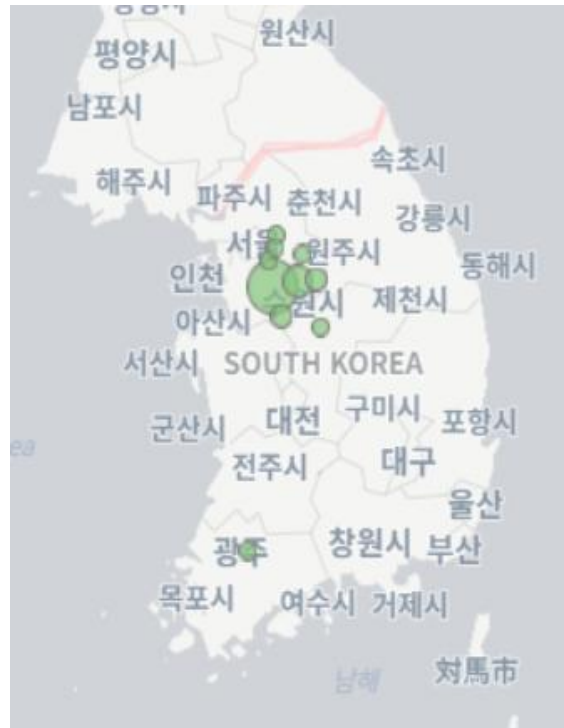 원산시
평양시
남포시
속초시
해주시
파주시
춘천시
강릉시
서울
원주시
동해시
인천
수원시
제천시
아산시
서산시
SOUTH KOREA
구미시
군산시
대전
포항시
전주시
대구
울산
광주
창원시
부산
목포시
여수시
거제시
남해
対馬市